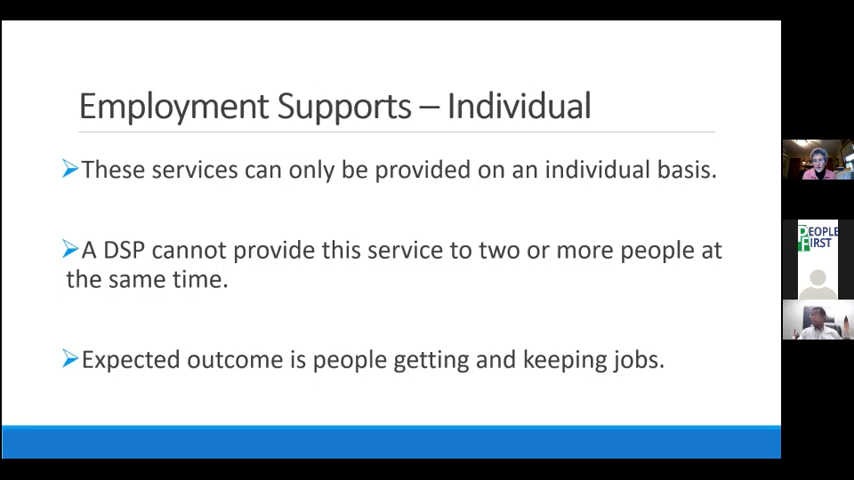 Employment Supports – Individual
These services can only be provided on an individual basis.
A DSP cannot provide this service to two or more people at
the same time.
Expected outcome is people getting and keeping jobs.
PEOPLE
FIRST